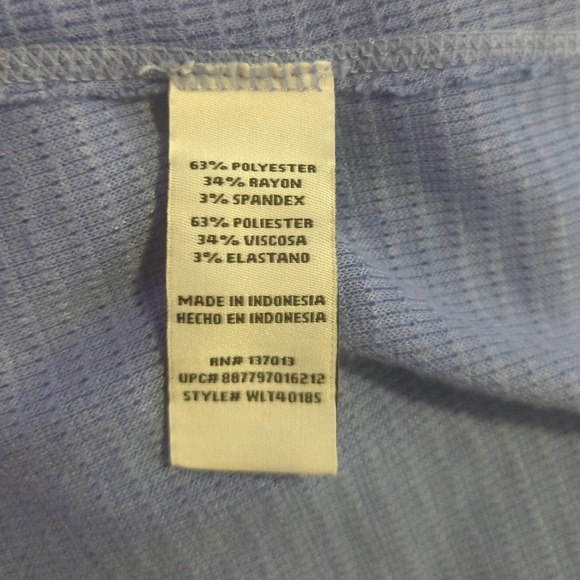 63% POLYESTER
34% RAYON
3% SPANDEX
63% POLIESTER
34% VISCOSA
3% ELASTANO
MADE IN INDONESIA
HECHO EN INDONESIA
RN# 137013
UPC# 887797016212
STYLE# WLT40185